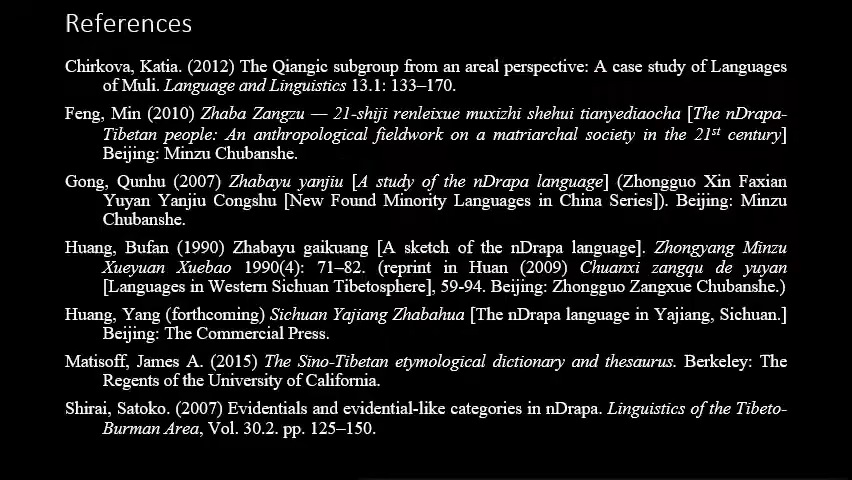 References
Chirkova, Katia. (2012) The Qiangic subgroup from an areal perspective: A case study of Languages
of Muli. Language and Linguistics 13.1: 133–170.
Feng, Min (2010) Zhaba Zangzu — 21-shiji renleixue muxizhi shehui tianyediaocha [The nDrapa-
Tibetan people: An anthropological fieldwork on a matriarchal society in the 21st century]
Beijing: Minzu Chubanshe.
Gong, Qunhu (2007) Zhabayu yanjiu [A study of the nDrapa language] (Zhongguo Xin Faxian
Yuyan Yanjiu Congshu [New Found Minority Languages in China Series]). Beijing: Minzu
Chubanshe.
Huang, Bufan (1990) Zhabayu gaikuang [A sketch of the nDrapa language]. Zhongyang Minzu
Xueyuan Xuebao 1990(4): 71–82. (reprint in Huan (2009) Chuanxi zangqu de yuyan
[Languages in Western Sichuan Tibetosphere], 59-94. Beijing: Zhongguo Zangxue Chubanshe.)
Huang, Yang (forthcoming) Sichuan Yajiang Zhabahua [The nDrapa language in Yajiang, Sichuan.]
Beijing: The Commercial Press.
Matisoff, James A. (2015) The Sino-Tibetan etymological dictionary and thesaurus. Berkeley: The
Regents of the University of California.
Shirai, Satoko. (2007) Evidentials and evidential-like categories in nDrapa. Linguistics of the Tibeto-
Burman Area, Vol. 30.2. pp. 125–150.